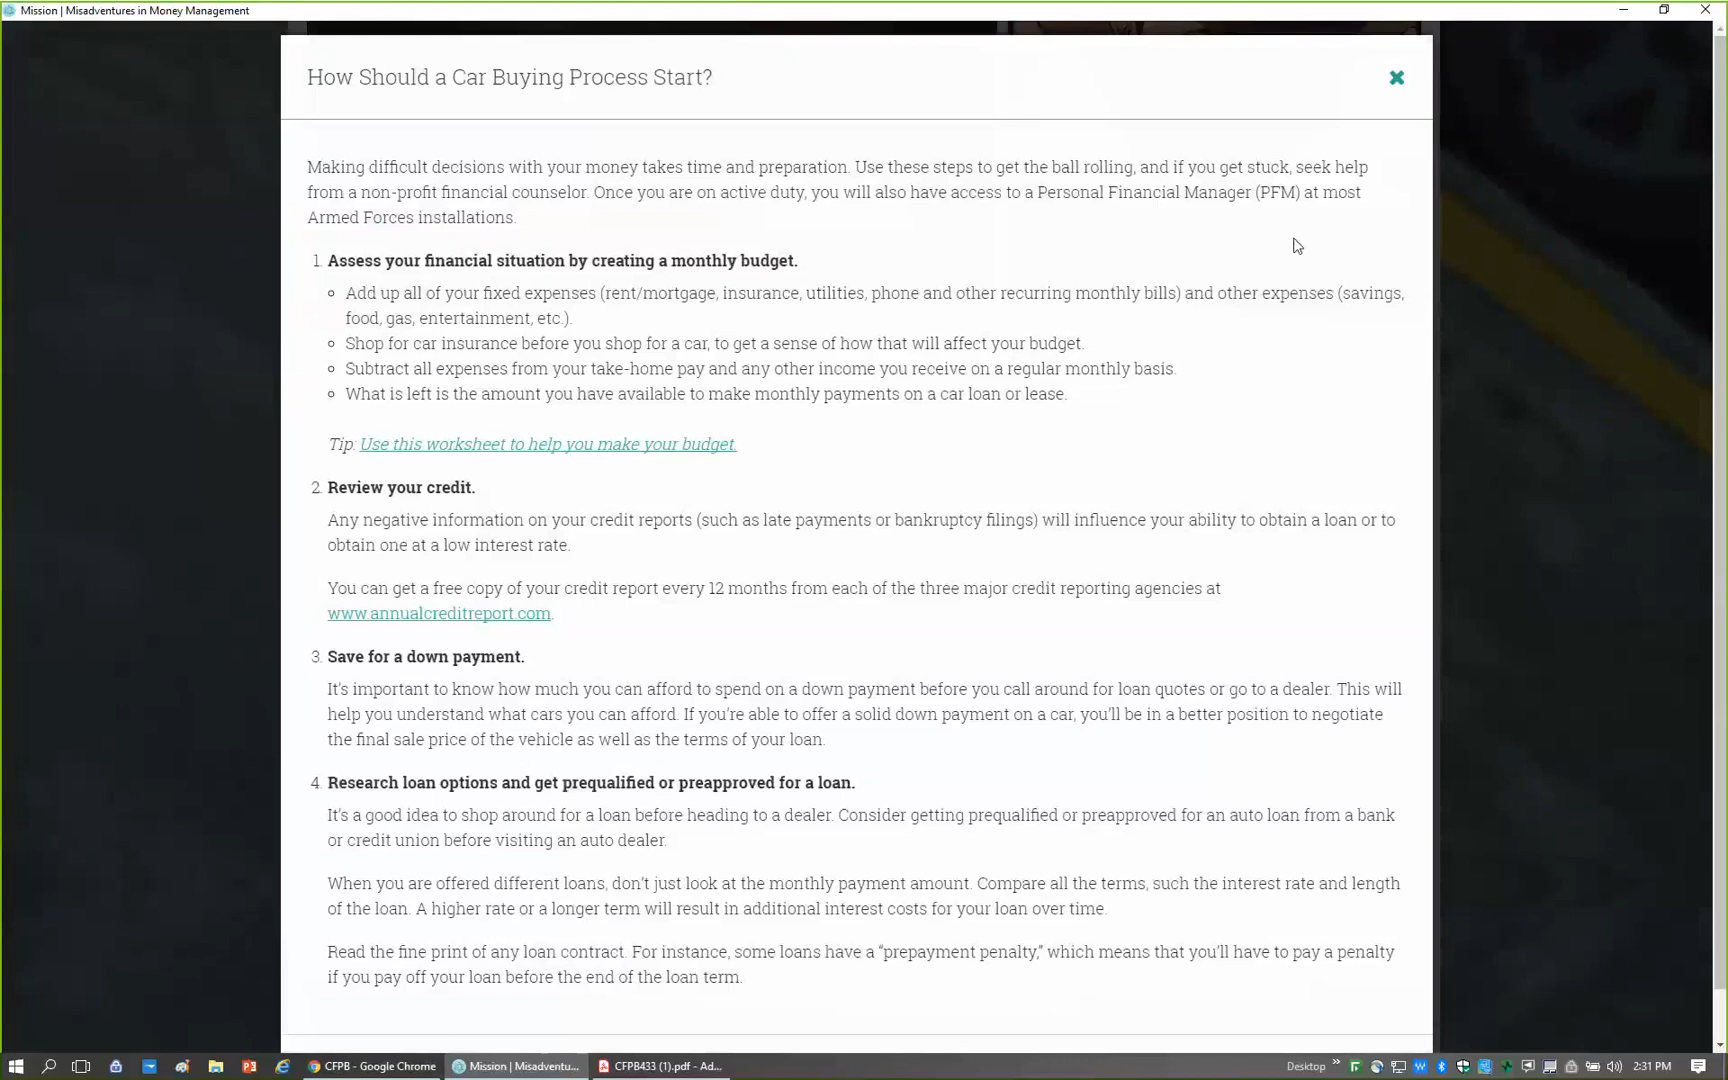 Mission | Misadventures in Money Management
How Should a Car Buying Process Start?
Making difficult decisions with your money takes time and preparation. Use these steps to get the ball rolling, and if you get stuck, seek help
from a non-profit financial counselor. Once you are on active duty, you will also have access to a Personal Financial Manager (PFM) at most
Armed Forces installations.
1. Assess your financial situation by creating a monthly budget.
Add up all of your fixed expenses (rent/mortgage, insurance, utilities, phone and other recurring monthly bills) and other expenses (savings,
food, gas, entertainment, etc.).
Shop for car insurance before you shop for a car, to get a sense of how that will affect your budget.
Subtract all expenses from your take-home pay and any other income you receive on a regular monthly basis.
What is left is the amount you have available to make monthly payments on a car loan or lease.
Tip: Use this worksheet to help you make your budget.
2. Review your credit.
Any negative information on your credit reports (such as late payments or bankruptcy filings) will influence your ability to obtain a loan or to
obtain one at a low interest rate.
You can get a free copy of your credit report every 12 months from each of the three major credit reporting agencies at
www.annualcreditreport.com.
3. Save for a down payment.
It's important to know how much you can afford to spend on a down payment before you call around for loan quotes or go to a dealer. This will
help you understand what cars you can afford. If you're able to offer a solid down payment on a car, you'll be in a better position to negotiate
the final sale price of the vehicle as well as the terms of your loan.
4. Research loan options and get prequalified or preapproved for a loan.
It's a good idea to shop around for a loan before heading to a dealer. Consider getting prequalified or preapproved for an auto loan from a bank
or credit union before visiting an auto dealer.
When you are offered different loans, don't just look at the monthly payment amount. Compare all the terms, such the interest rate and length
of the loan. A higher rate or a longer term will result in additional interest costs for your loan over time.
Read the fine print of any loan contract. For instance, some loans have a "prepayment penalty," which means that you'll have to pay a penalty
if you pay off your loan before the end of the loan term.
CFPB - Google Chrome
Mission | Misadventu...
CFPB433 (1).pdf - Ad...
Desktop
2:31 PM